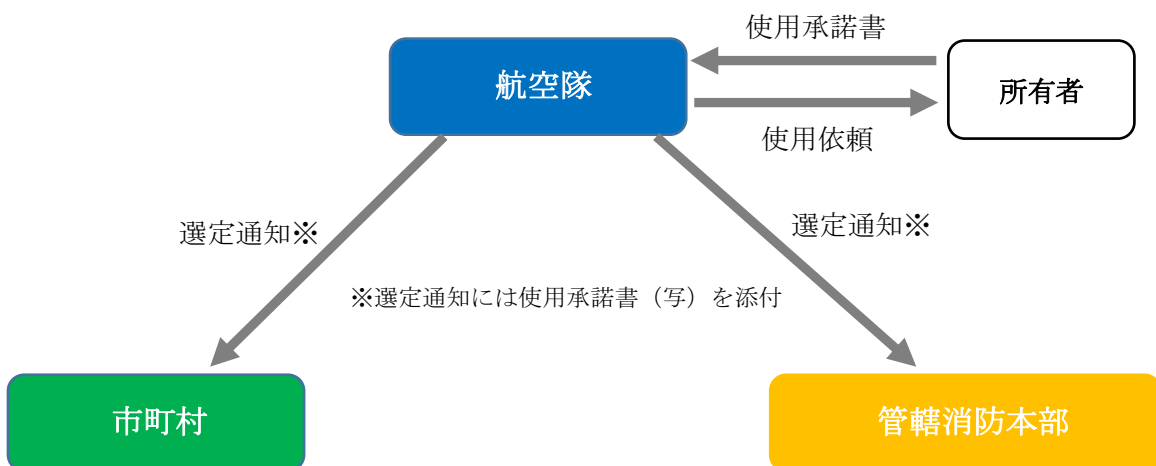 使用承諾書
航空隊
所有者
使用依頼
選定通知※
選定通知※
※選定通知には使用承諾書（写）を添付
市町村
管轄消防本部